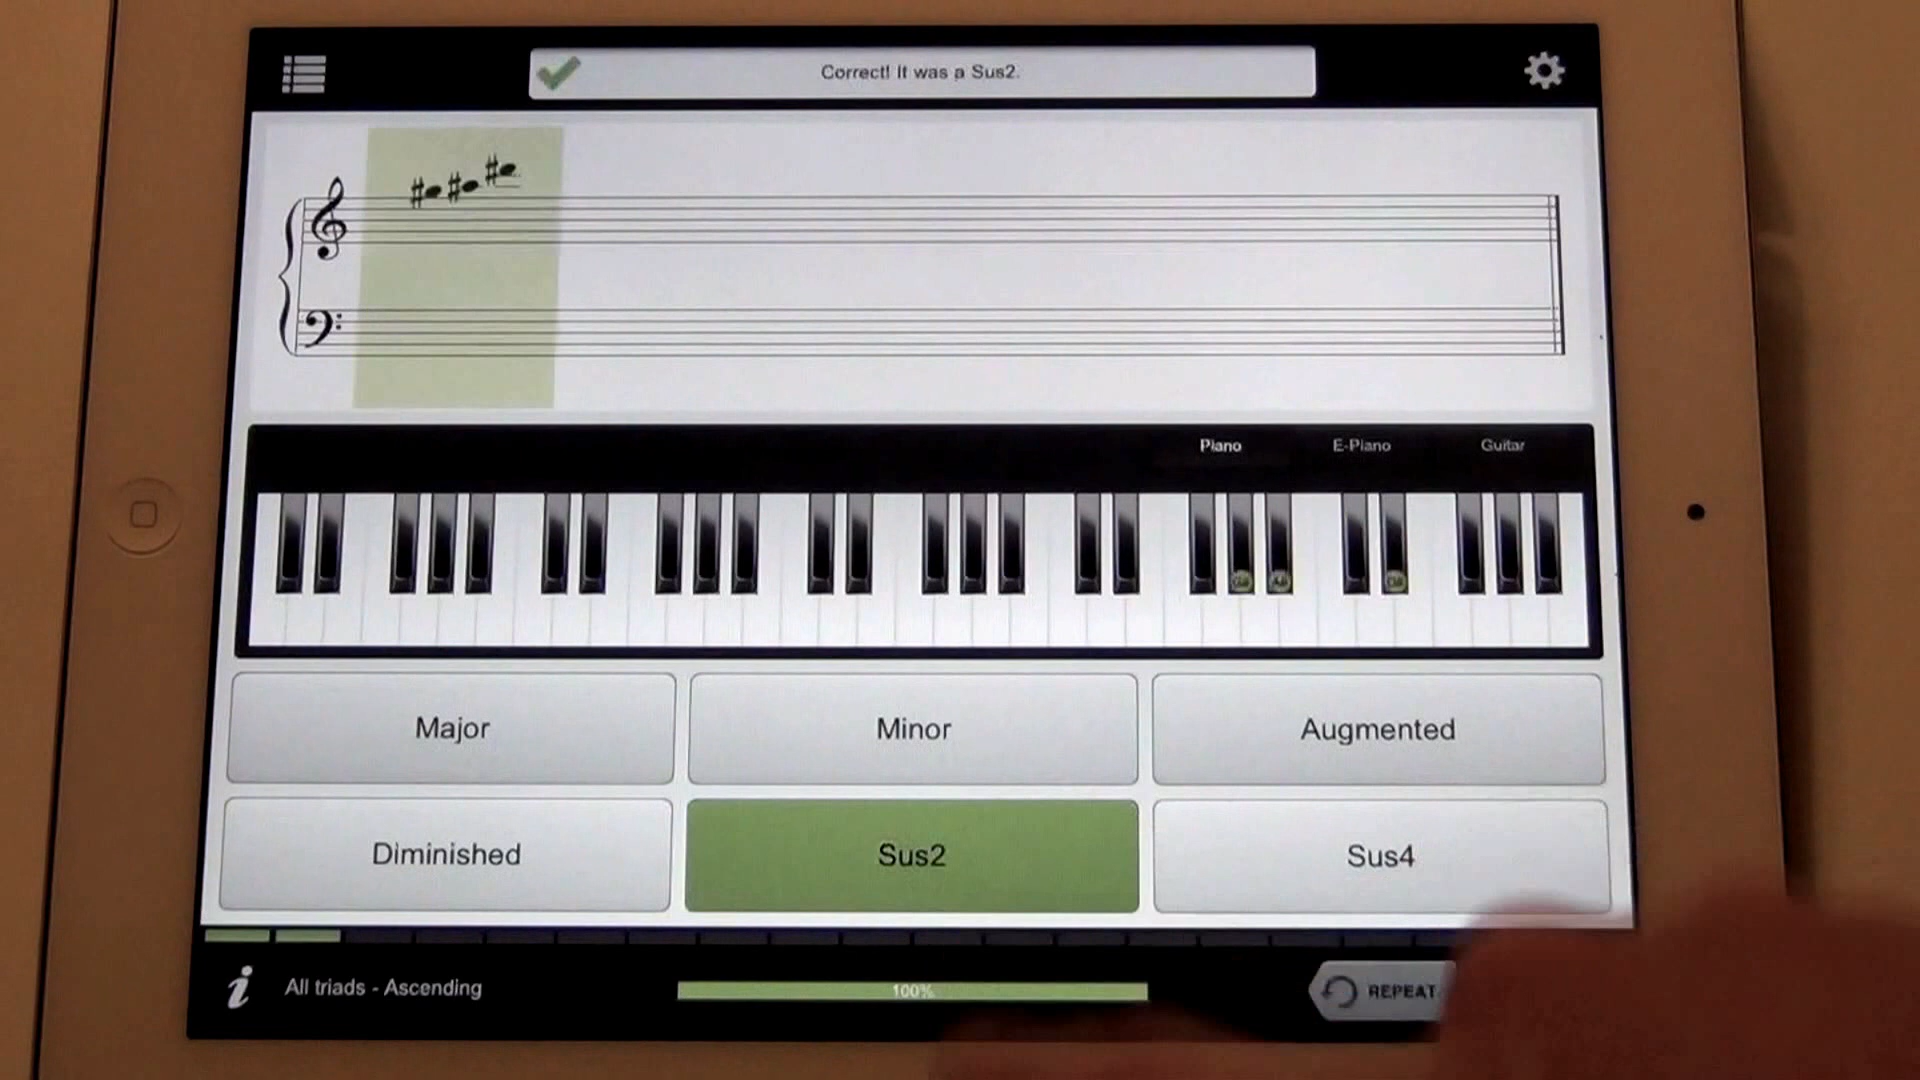 Correct! It was a Sus2.
Piano E-Piano Guitar
Major Minor Augmented
Diminished Sus2 Sus4
All triads - Ascending 100% REPEAT